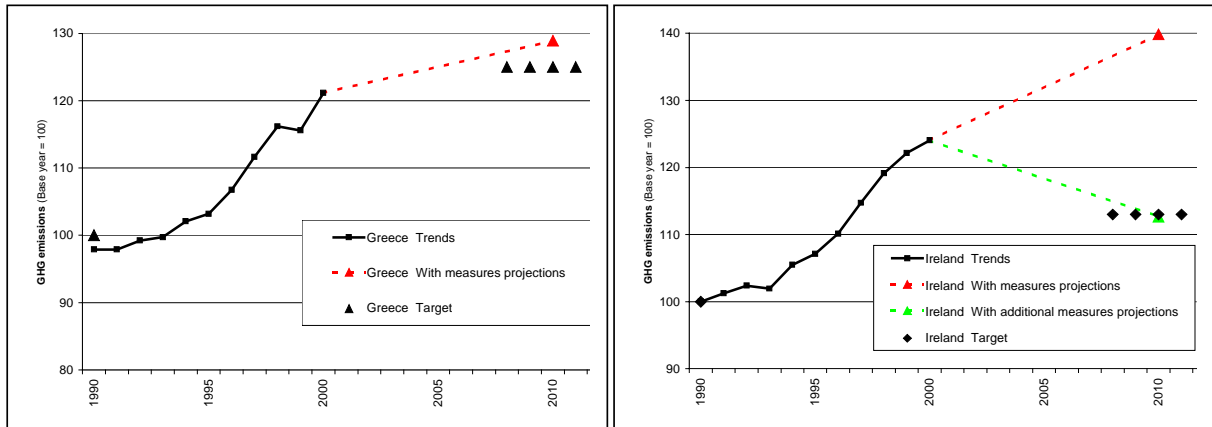 GHG emissions (Base year = 100)
130
120
110
100
90
80
1990
1995
2000
2005
2010
Greece Trends
Greece With measures projections
Greece Target
GHG emissions (Base year = 100)
140
130
120
110
100
90
1990
1995
2000
2005
2010
Ireland Trends
Ireland With measures projections
Ireland With additional measures projections
Ireland Target